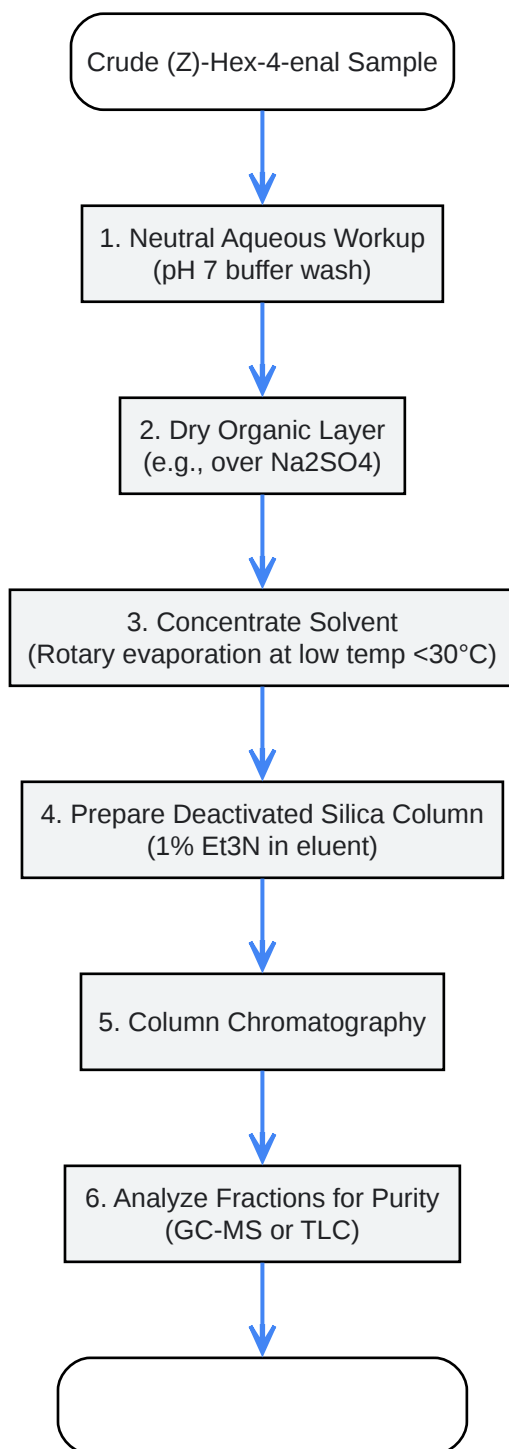 Crude (Z)-Hex-4-enal Sample
1. Neutral Aqueous Workup
(pH 7 buffer wash)
2. Dry Organic Layer
(e.g., over Na2SO4)
3. Concentrate Solvent
(Rotary evaporation at low temp <30°C)
4. Prepare Deactivated Silica Column
(1% Et3N in eluent)
5. Column Chromatography
6. Analyze Fractions for Purity
(GC-MS or TLC)